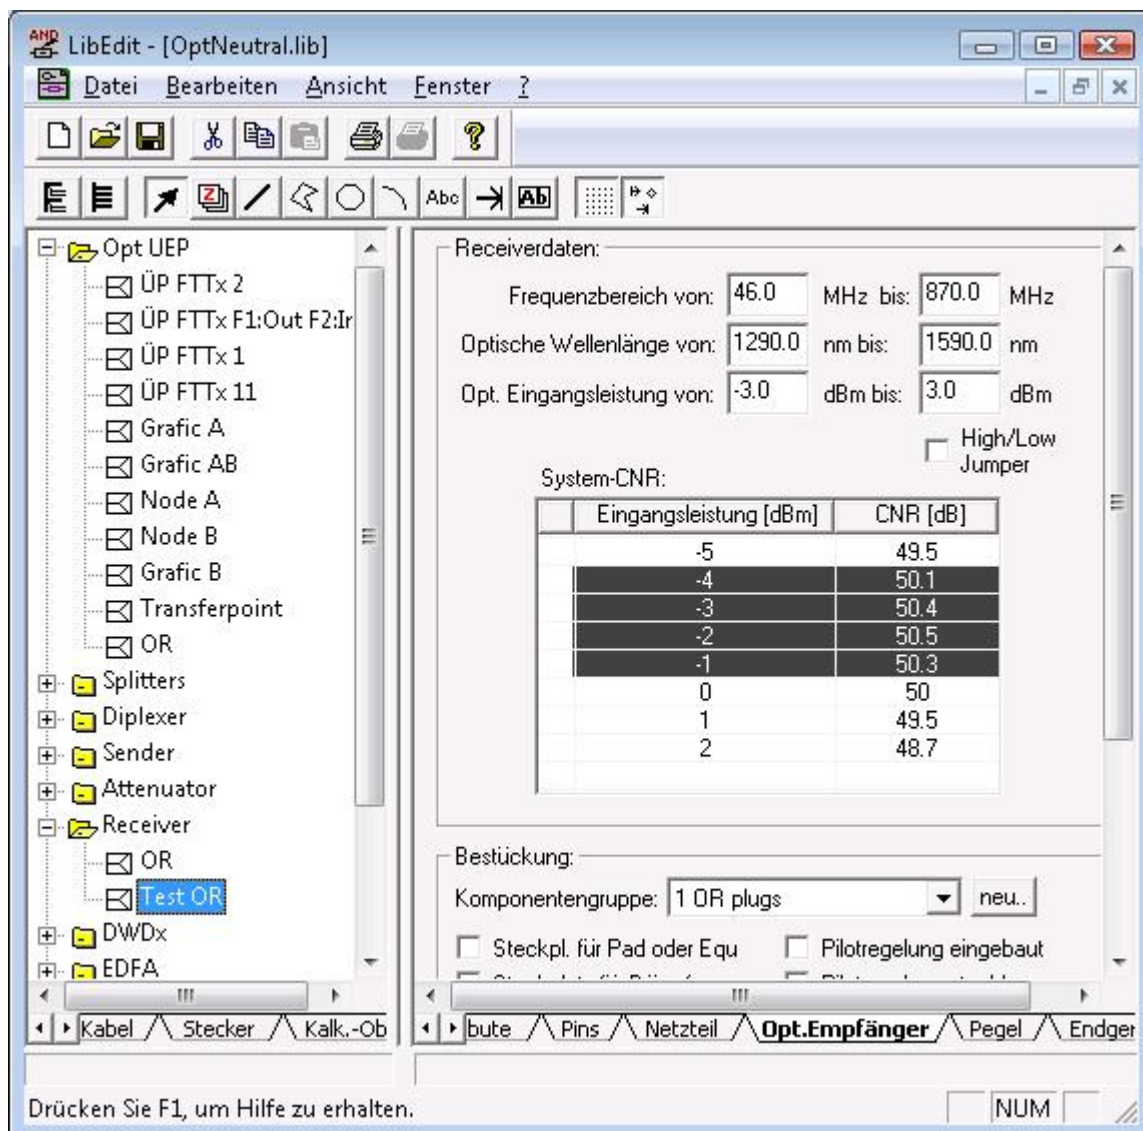 LibEdit - [OptNeutral.lib]
Datei Bearbeiten Ansicht Fenster ?
Abc Ab
Opt UEP
ÜP FTTx 2
ÜP FTTx F1:Out F2:Ir
ÜP FTTx 1
ÜP FTTx 11
Grafic A
Grafic AB
Node A
Node B
Grafic B
Transferpoint
OR
Splitters
Diplexer
Sender
Attenuator
Receiver
OR
Test OR
DWDx
EDFA
Kabel Stecker Kalk.-Ob
Receiverdaten:
Frequenzbereich von: 46.0 MHz bis: 870.0 MHz
Optische Wellenlänge von: 1290.0 nm bis: 1590.0 nm
Opt. Eingangsleistung von: -3.0 dBm bis: 3.0 dBm
High/Low
Jumper
System-CNR:
Eingangsleistung [dBm] CNR [dB]
-5 49.5
-4 50.1
-3 50.4
-2 50.5
-1 50.3
0 50
1 49.5
2 48.7
Bestückung:
Komponentengruppe: 1 OR plugs neu..
Steckpl. für Pad oder Equ Pilotregelung eingebaut
bute Pins Netzteil Opt.Empfänger Pegel Endger
Drücken Sie F1, um Hilfe zu erhalten.
NUM